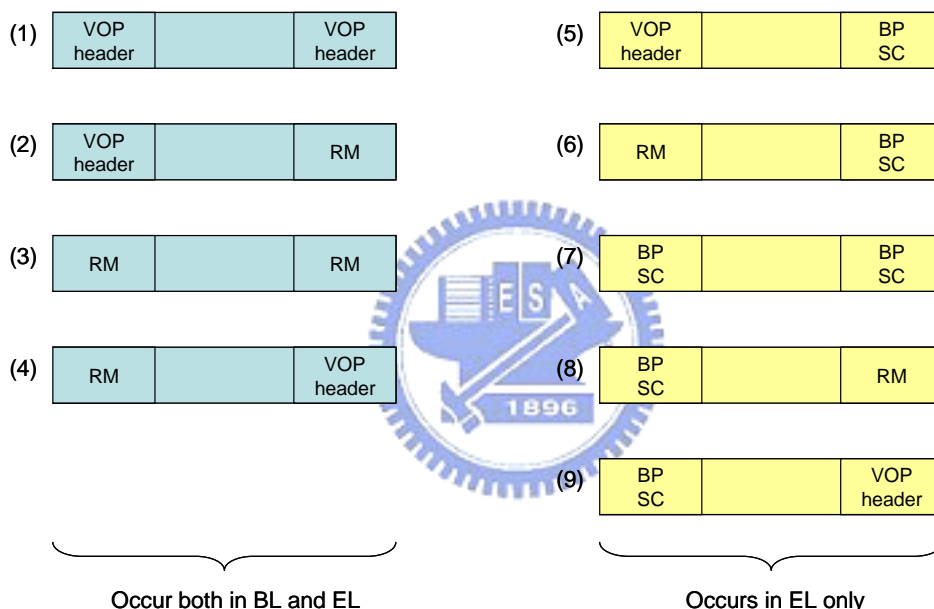 (1)
VOP
header
VOP
header
(2)
VOP
header
RM
(3)
RM
RM
(4)
RM
VOP
header
Occur both in BL and EL
(5)
VOP
header
BP
SC
(6)
RM
BP
SC
(7)
BP
SC
BP
SC
(8)
BP
SC
RM
(9)
BP
SC
VOP
header
Occurs in EL only
E S
A
1896